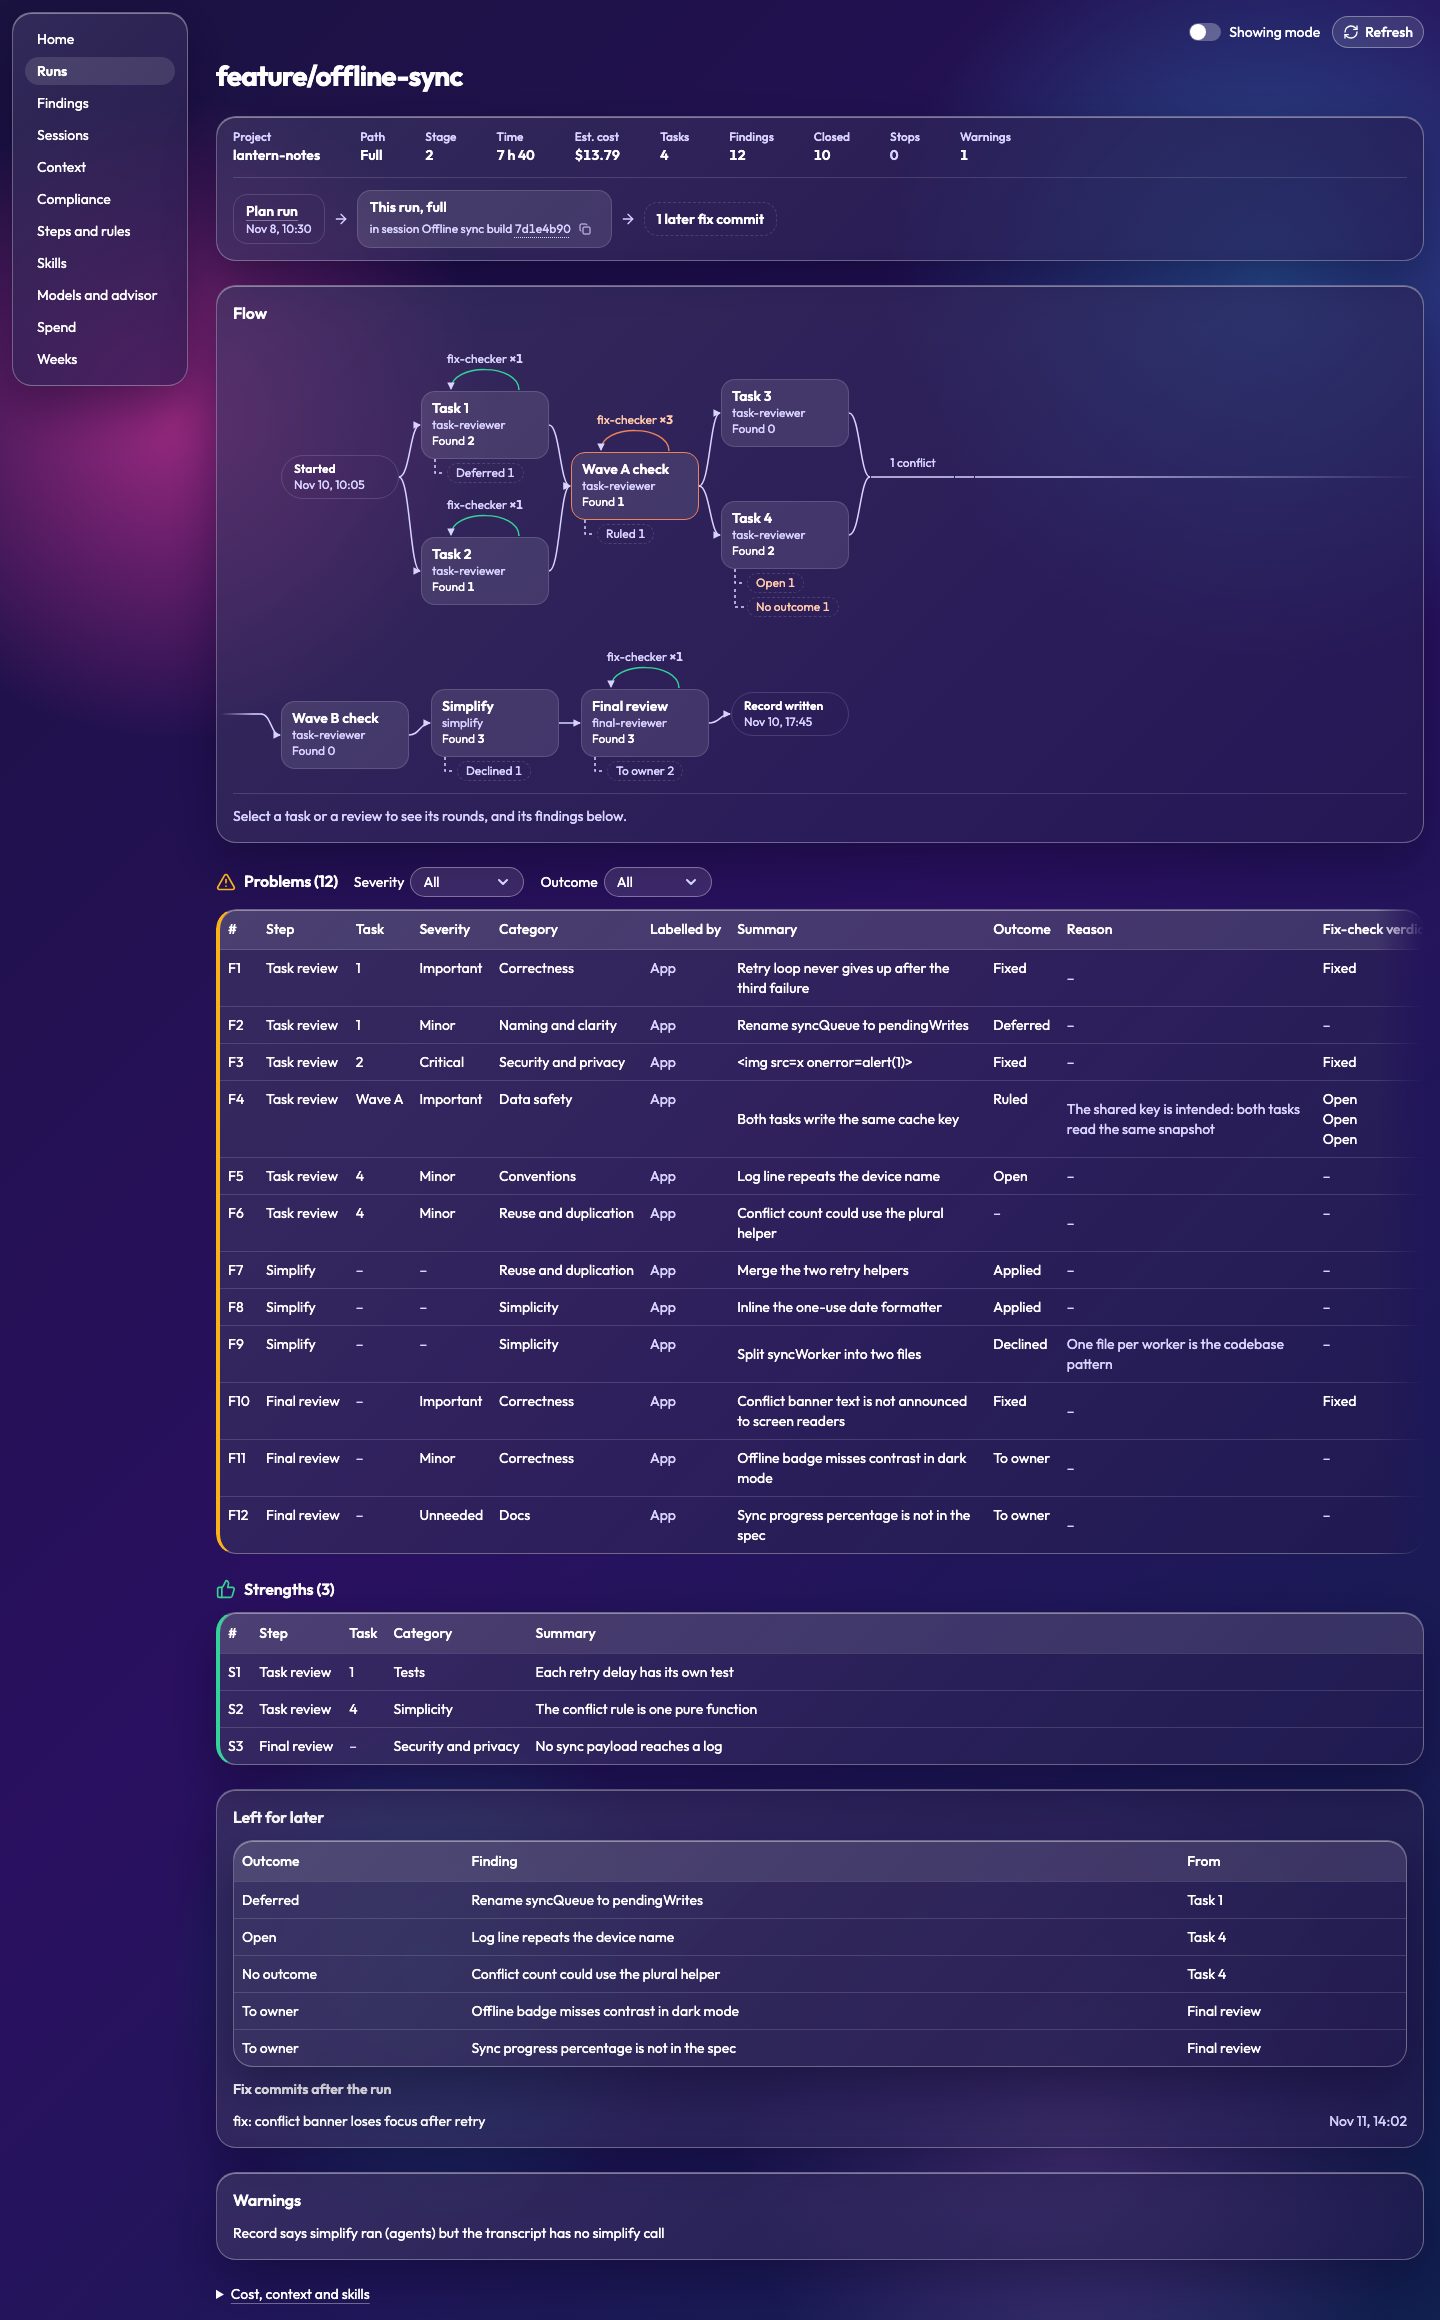 Home
Runs
Findings
Sessions
Context
Compliance
Steps and rules
Skills
Models and advisor
Spend
Weeks
Showing mode
Refresh
feature/offline-sync
Project Path Stage Time Est. cost Tasks Findings Closed Stops Warnings
lantern-notes Full 2 7 h 40 $13.79 4 12 10 0 1
Plan run
Nov 8, 10:30
This run, full
in session Offline sync build 7d1e4b90
1 later fix commit
Flow
Started
Nov 10, 10:05
fix-checker ×1
Task 1
task-reviewer
Found 2
Deferred 1
fix-checker ×1
Task 2
task-reviewer
Found 1
fix-checker ×3
Wave A check
task-reviewer
Found 1
Ruled 1
Task 3
task-reviewer
Found 0
Task 4
task-reviewer
Found 2
Open 1
No outcome 1
1 conflict
Wave B check
task-reviewer
Found 0
Simplify
simplify
Found 3
Declined 1
fix-checker ×1
Final review
final-reviewer
Found 3
To owner 2
Record written
Nov 10, 17:45
Select a task or a review to see its rounds, and its findings below.
Problems (12) Severity All Outcome All
# Step Task Severity Category Labelled by Summary Outcome Reason Fix-check
F1 Task review 1 Important Correctness App Retry loop never gives up after the Fixed – Fixed
third failure
F2 Task review 1 Minor Naming and clarity App Rename syncQueue to pendingWrites Deferred – –
F3 Task review 2 Critical Security and privacy App <img src=x onerror=alert(1)> Fixed – Fixed
F4 Task review Wave A Important Data safety App Both tasks write the same cache key Ruled The shared key is intended: both tasks Open
read the same snapshot Open
Open
F5 Task review 4 Minor Conventions App Log line repeats the device name Open – –
F6 Task review 4 Minor Reuse and duplication App Conflict count could use the plural – – –
helper
F7 Simplify – – Reuse and duplication App Merge the two retry helpers Applied – –
F8 Simplify – – Simplicity App Inline the one-use date formatter Applied – –
F9 Simplify – – Simplicity App Split syncWorker into two files Declined One file per worker is the codebase –
pattern
F10 Final review – Important Correctness App Conflict banner text is not announced Fixed – Fixed
to screen readers
F11 Final review – Minor Correctness App Offline badge misses contrast in dark To owner – –
mode
F12 Final review – Unneeded Docs App Sync progress percentage is not in the To owner – –
spec
Strengths (3)
# Step Task Category Summary
S1 Task review 1 Tests Each retry delay has its own test
S2 Task review 4 Simplicity The conflict rule is one pure function
S3 Final review – Security and privacy No sync payload reaches a log
Left for later
Outcome Finding From
Deferred Rename syncQueue to pendingWrites Task 1
Open Log line repeats the device name Task 4
No outcome Conflict count could use the plural helper Task 4
To owner Offline badge misses contrast in dark mode Final review
To owner Sync progress percentage is not in the spec Final review
Fix commits after the run
fix: conflict banner loses focus after retry Nov 11, 14:02
Warnings
Record says simplify ran (agents) but the transcript has no simplify call
Cost, context and skills